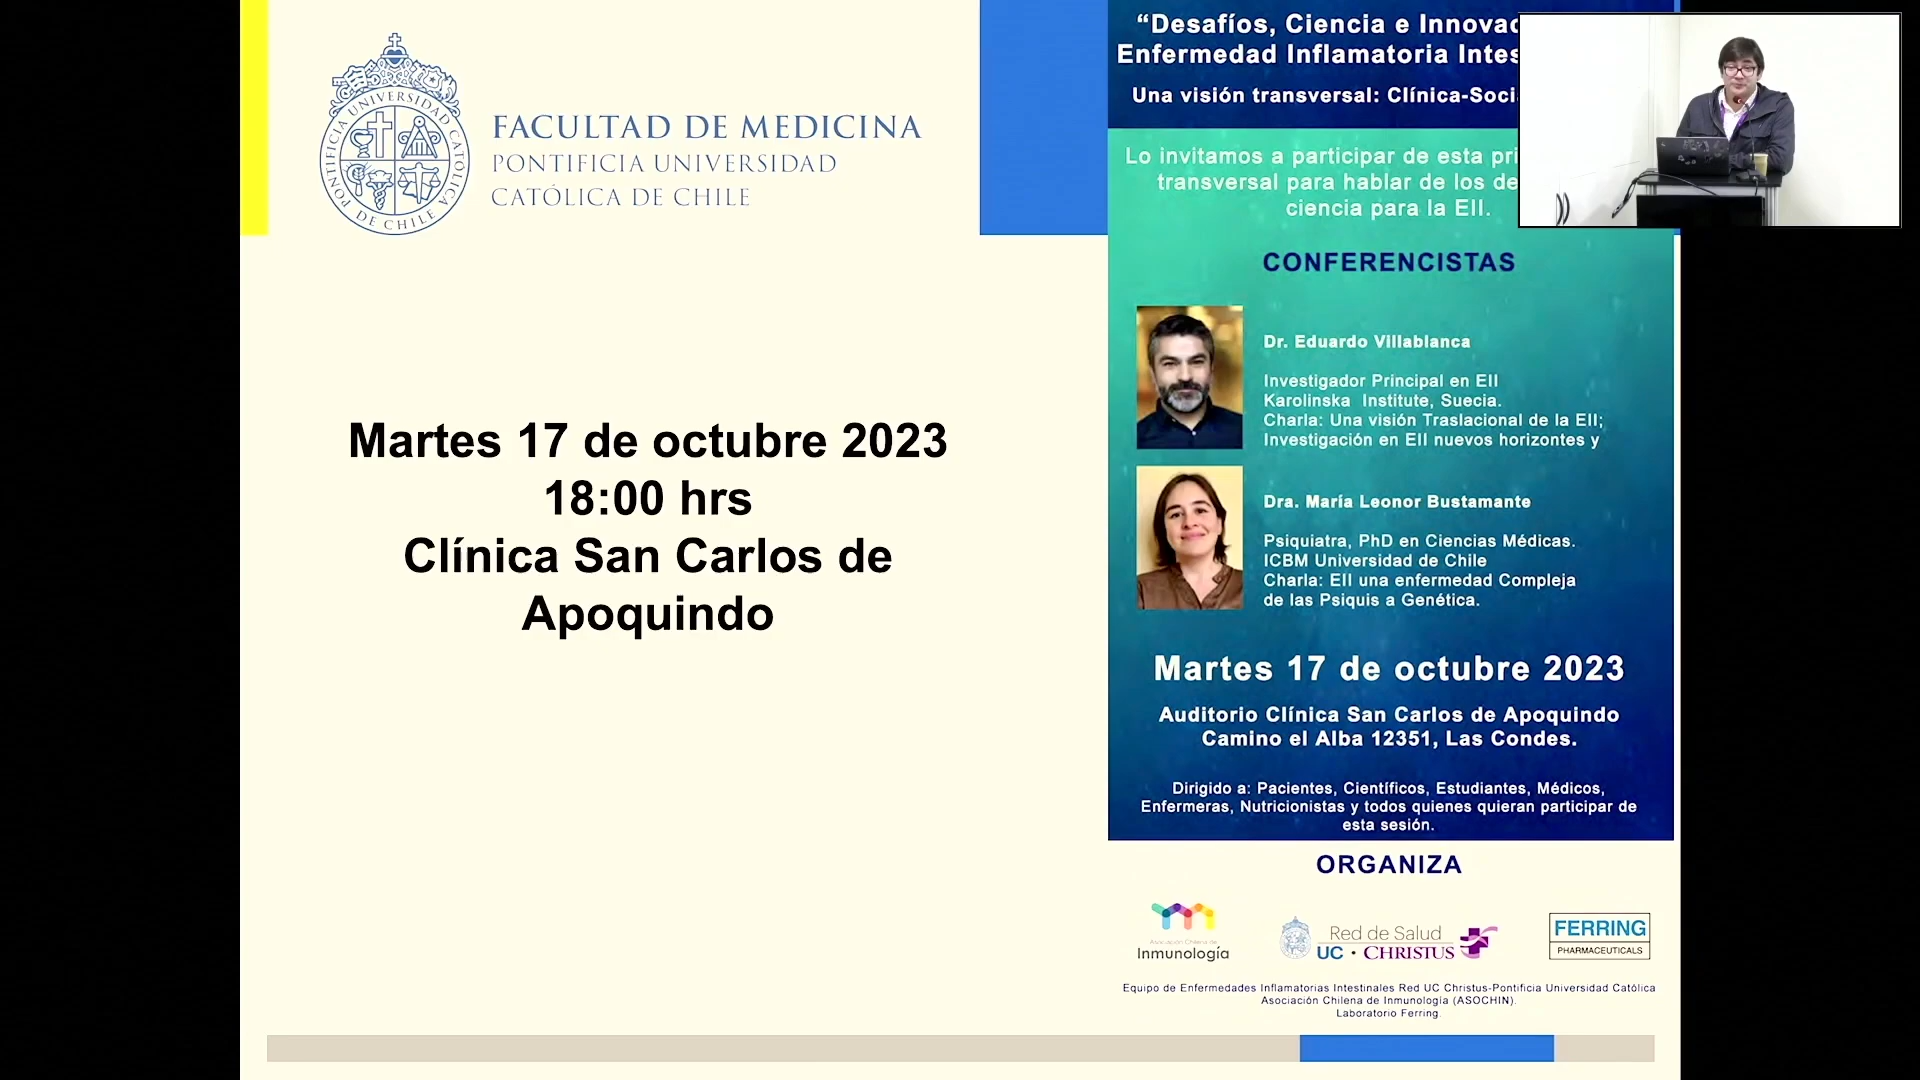 FACULTAD DE MEDICINA
PONTIFICIA UNIVERSIDAD
CATÓLICA DE CHILE
PONTIFICIA UNIVERSIDAD CATÓLICA DE CHILE
Martes 17 de octubre 2023
18:00 hrs
Clínica San Carlos de
Apoquindo
“Desafíos, Ciencia e
Enfermedad Inflamatoria
Una visión transversal:
Lo invitamos a participar de esta
transversal para hablar de los
ciencia para la EII.
CONFERENCISTAS
Dr. Eduardo Villablanca
Investigador Principal en EII
Karolinska Institute, Suecia.
Charla: Una visión Traslacional de la EII;
Investigación en EII nuevos horizontes y
Dra. María Leonor Bustamante
Psiquiatra, PhD en Ciencias Médicas.
ICBM Universidad de Chile
Charla: EII una enfermedad Compleja
de las Psiquis a Genética.
Martes 17 de octubre 2023
Auditorio Clínica San Carlos de Apoquindo
Camino el Alba 12351, Las Condes.
Dirigido a: Pacientes, Científicos, Estudiantes, Médicos,
Enfermeras, Nutricionistas y todos quienes quieran participar de
esta sesión.
ORGANIZA
Asociación Chilena de
Inmunología
Red de Salud
UC • CHRISTUS
FERRING
PHARMACEUTICALS
Equipo de Enfermedades Inflamatorias Intestinales Red UC Christus-Pontificia Universidad Católica
Asociación Chilena de Inmunología (ASOCHIN).
Laboratorio Ferring.